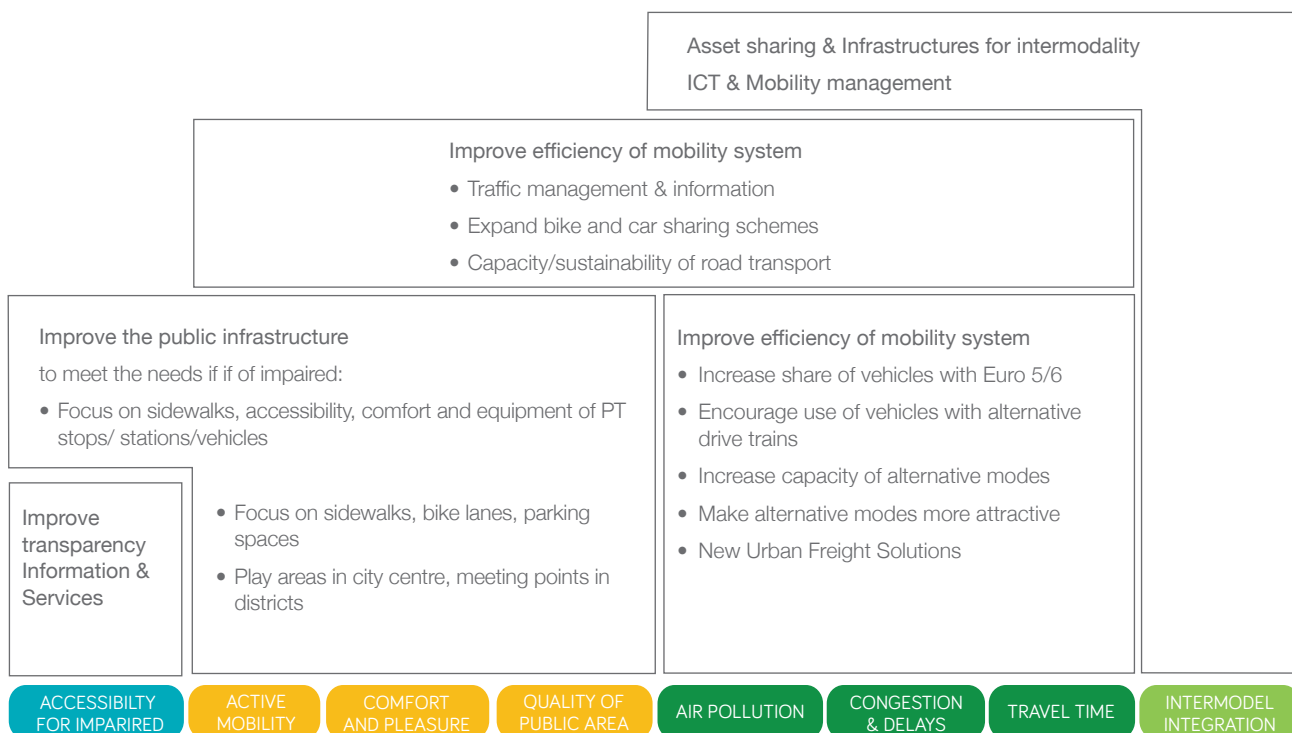 Asset sharing & Infrastructures for intermodality
ICT & Mobility management
Improve efficiency of mobility system
• Traffic management & information
• Expand bike and car sharing schemes
• Capacity/sustainability of road transport
Improve the public infrastructure
to meet the needs if if of impaired:
• Focus on sidewalks, accessibility, comfort and equipment of PT
stops/ stations/vehicles
Improve efficiency of mobility system
• Increase share of vehicles with Euro 5/6
• Encourage use of vehicles with alternative
drive trains
• Increase capacity of alternative modes
• Make alternative modes more attractive
• New Urban Freight Solutions
Improve
transparency
Information &
Services
• Focus on sidewalks, bike lanes, parking
spaces
• Play areas in city centre, meeting points in
districts
ACCESSIBILTY
FOR IMPARIRED
ACTIVE
MOBILITY
COMFORT
AND PLEASURE
QUALITY OF
PUBLIC AREA
AIR POLLUTION
CONGESTION
& DELAYS
TRAVEL TIME
INTERMODEL
INTEGRATION